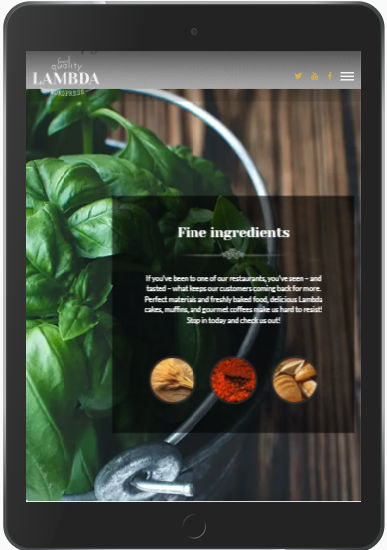 quality
LAMBDA
WORDPRESS
Fine ingredients
If you've been to one of our restaurants, you've seen – and
tasted – what keeps our customers coming back for more.
Perfect materials and freshly baked food, delicious Lambda
cakes, muffins, and gourmet coffees make us hard to resist!
Stop in today and check us out!